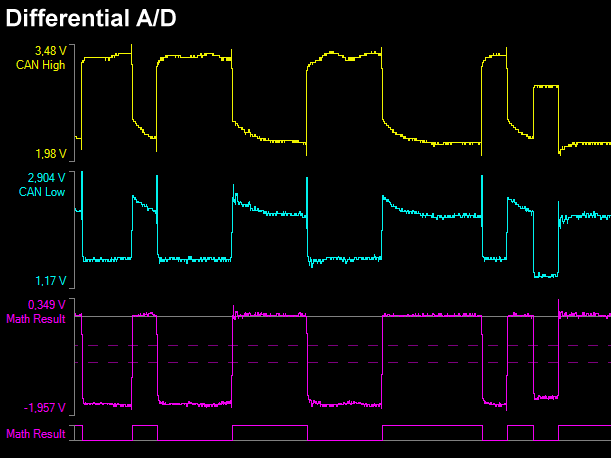 Differential A/D
3,48 V
CAN High
1,98 V
2,904 V
CAN Low
1,17 V
0,349 V
Math Result
-1,957 V
Math Result